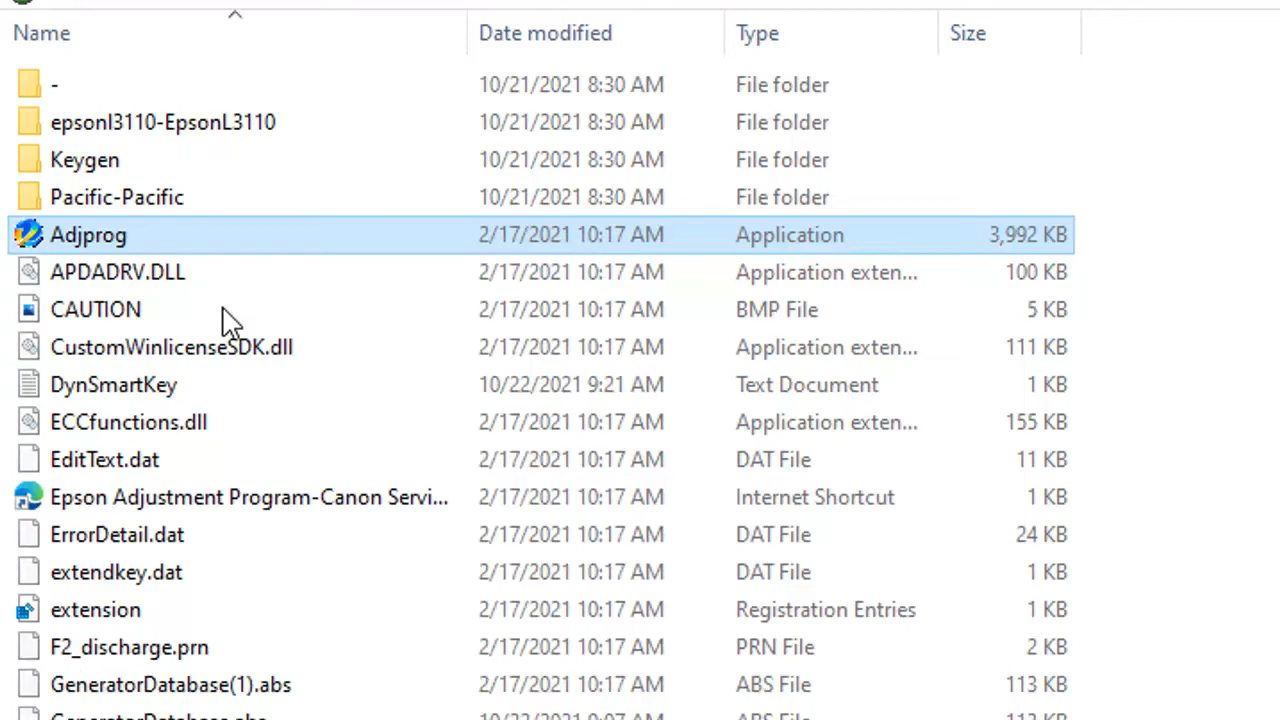 Name Date modified Type Size
- 10/21/2021 8:30 AM File folder
epsonl3110-EpsonL3110 10/21/2021 8:30 AM File folder
Keygen 10/21/2021 8:30 AM File folder
Pacific-Pacific 10/21/2021 8:30 AM File folder
Adjprog 2/17/2021 10:17 AM Application 3,992 KB
APDADRV.DLL 2/17/2021 10:17 AM Application exten... 100 KB
CAUTION 2/17/2021 10:17 AM BMP File 5 KB
CustomWinlicenseSDK.dll 2/17/2021 10:17 AM Application exten... 111 KB
DynSmartKey 10/22/2021 9:21 AM Text Document 1 KB
ECCfunctions.dll 2/17/2021 10:17 AM Application exten... 155 KB
EditText.dat 2/17/2021 10:17 AM DAT File 11 KB
Epson Adjustment Program-Canon Servi... 2/17/2021 10:17 AM Internet Shortcut 1 KB
ErrorDetail.dat 2/17/2021 10:17 AM DAT File 24 KB
extendkey.dat 2/17/2021 10:17 AM DAT File 1 KB
extension 2/17/2021 10:17 AM Registration Entries 1 KB
F2_discharge.prn 2/17/2021 10:17 AM PRN File 2 KB
GeneratorDatabase(1).abs 2/17/2021 10:17 AM ABS File 113 KB
GeneratorDatabase.abs ABS File 113 KB